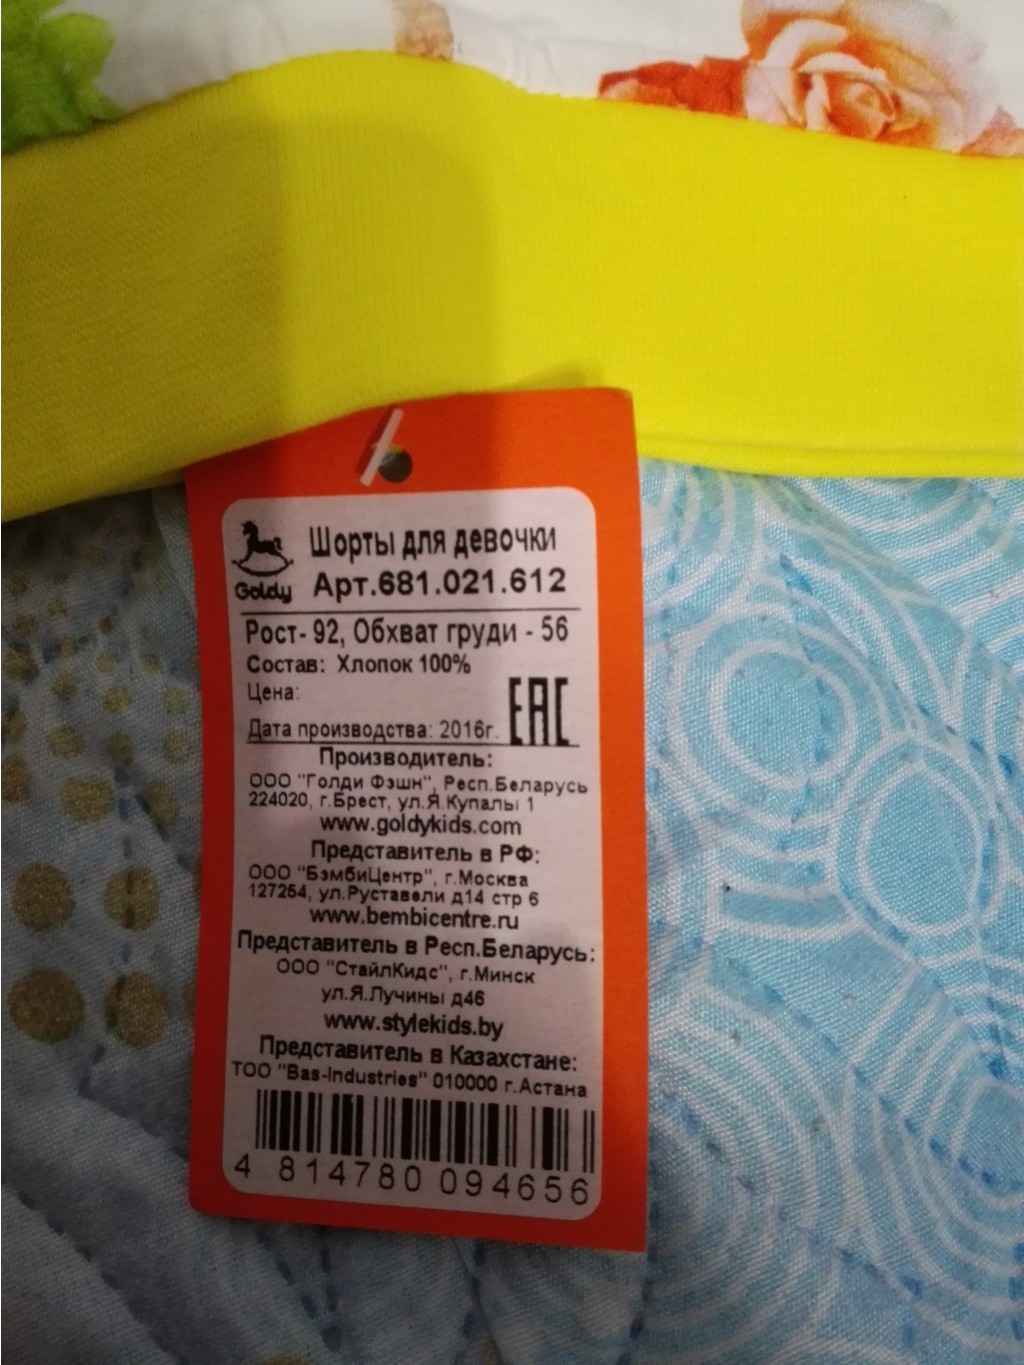 Goldy
Шорты для девочки
Арт.681.021.612
Рост- 92, Обхват груди - 56
Состав: Хлопок 100%
Цена:
Дата производства: 2016г.
EAC
Производитель:
ООО "Голди Фэшн", Респ.Беларусь
224020, г.Брест, ул.Я.Купалы 1
www.goldykids.com
Представитель в РФ:
ООО "БэмбиЦентр", г.Москва
127254, ул.Руставели д14 стр 6
www.bembicentre.ru
Представитель в Респ.Беларусь:
ООО "СтайлКидс", г.Минск
ул.Я.Лучины д46
www.stylekids.by
Представитель в Казахстане:
ТОО "Bas-Industries" 010000 г.Астана
4 814780 094656